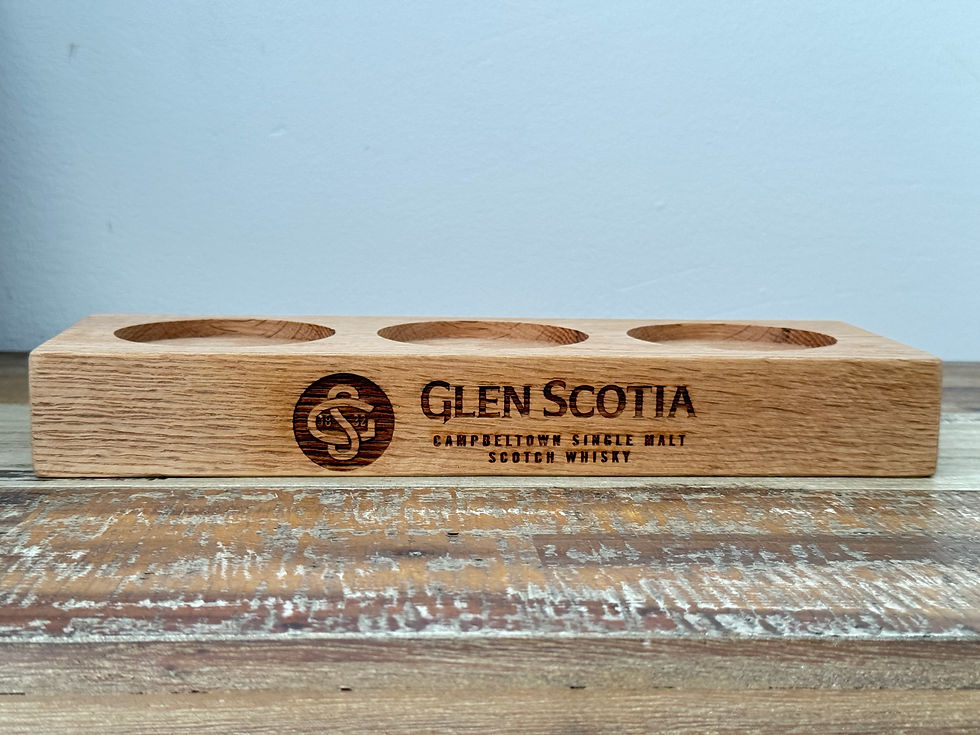 GLEN SCOTIA
CAMPBELTOWN SINGLE MALT
SCOTCH WHISKY